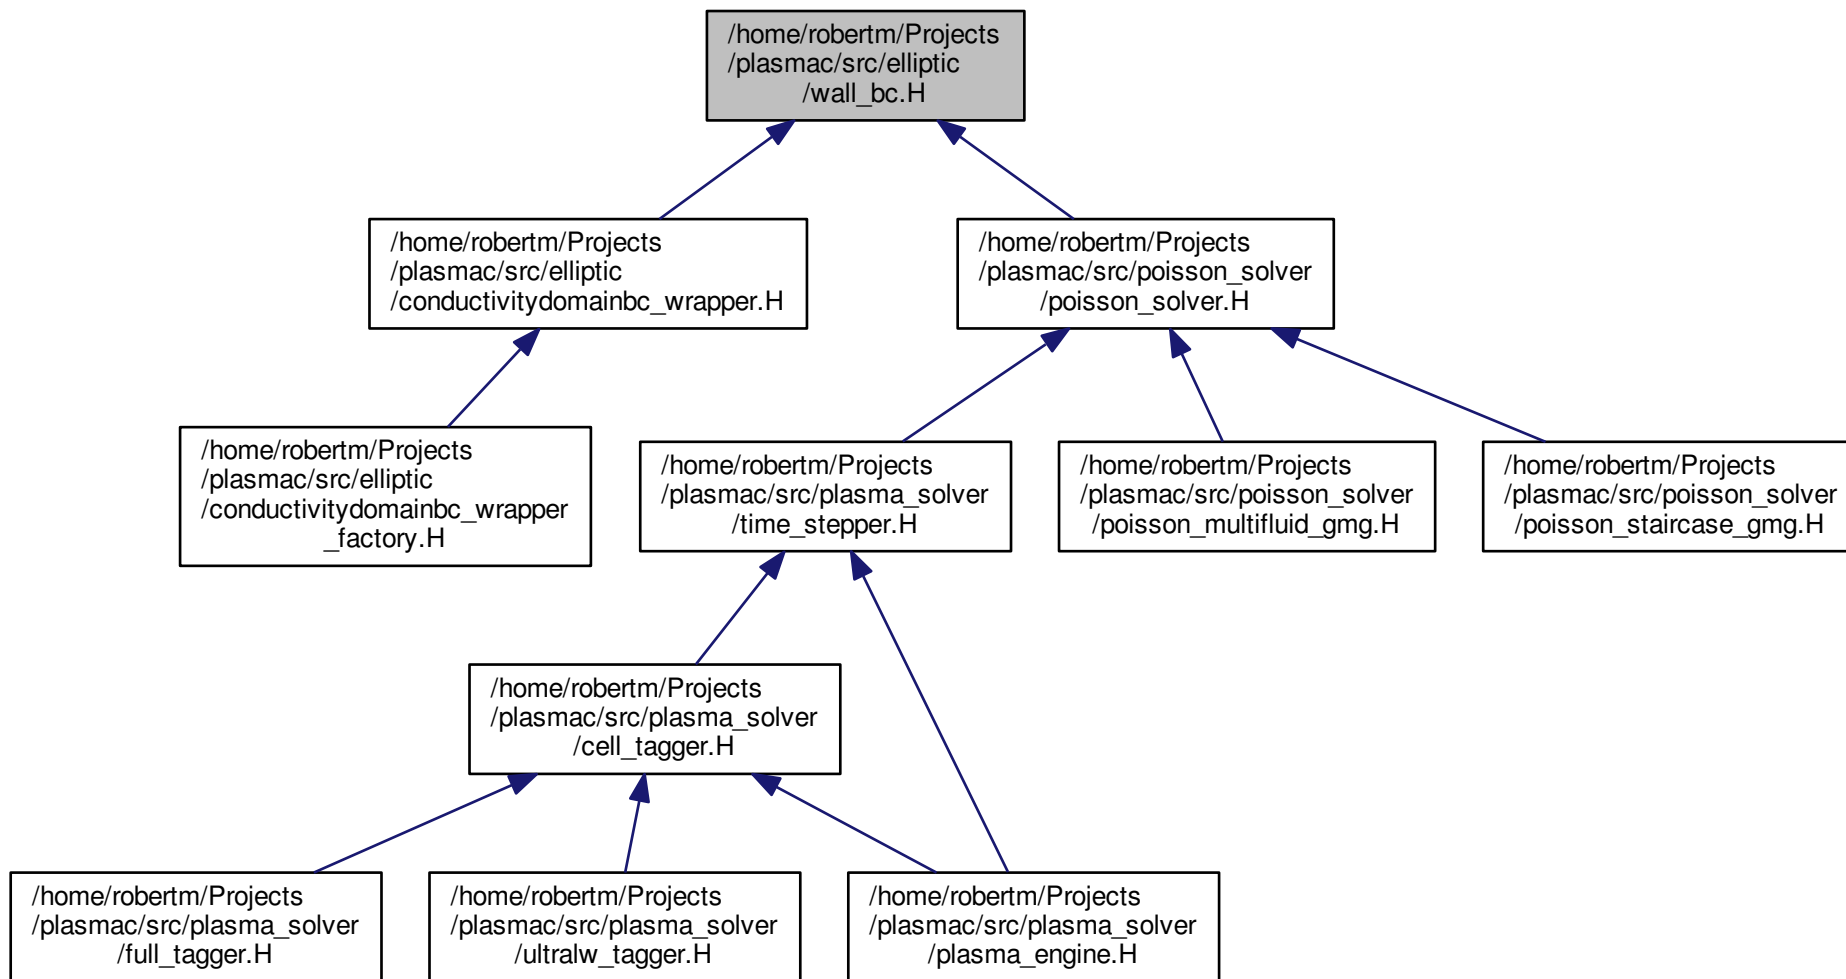 /home/robertm/Projects
/plasmac/src/elliptic
/wall_bc.H
/home/robertm/Projects
/plasmac/src/elliptic
/conductivitydomainbc_wrapper.H
/home/robertm/Projects
/plasmac/src/poisson_solver
/poisson_solver.H
/home/robertm/Projects
/plasmac/src/elliptic
/conductivitydomainbc_wrapper
_factory.H
/home/robertm/Projects
/plasmac/src/plasma_solver
/time_stepper.H
/home/robertm/Projects
/plasmac/src/poisson_solver
/poisson_multifluid_gmg.H
/home/robertm/Projects
/plasmac/src/poisson_solver
/poisson_staircase_gmg.H
/home/robertm/Projects
/plasmac/src/plasma_solver
/cell_tagger.H
/home/robertm/Projects
/plasmac/src/plasma_solver
/full_tagger.H
/home/robertm/Projects
/plasmac/src/plasma_solver
/ultralw_tagger.H
/home/robertm/Projects
/plasmac/src/plasma_solver
/plasma_engine.H